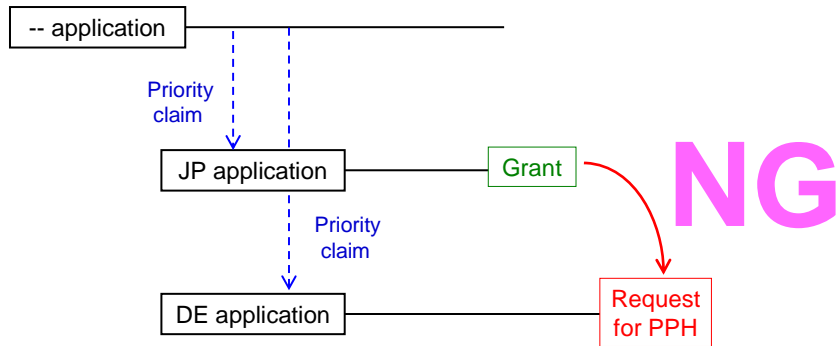 -- application
Priority
claim
JP application
Grant
NG
Priority
claim
DE application
Request
for PPH